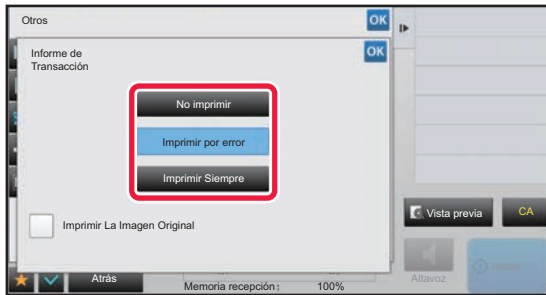 Otros
OK
Informe de
Transacción
OK
No imprimir
Imprimir por error
Imprimir Siempre
Imprimir La Imagen Original
Vista previa
CA
Atrás
Memoria recepción:
100%
Altavoz